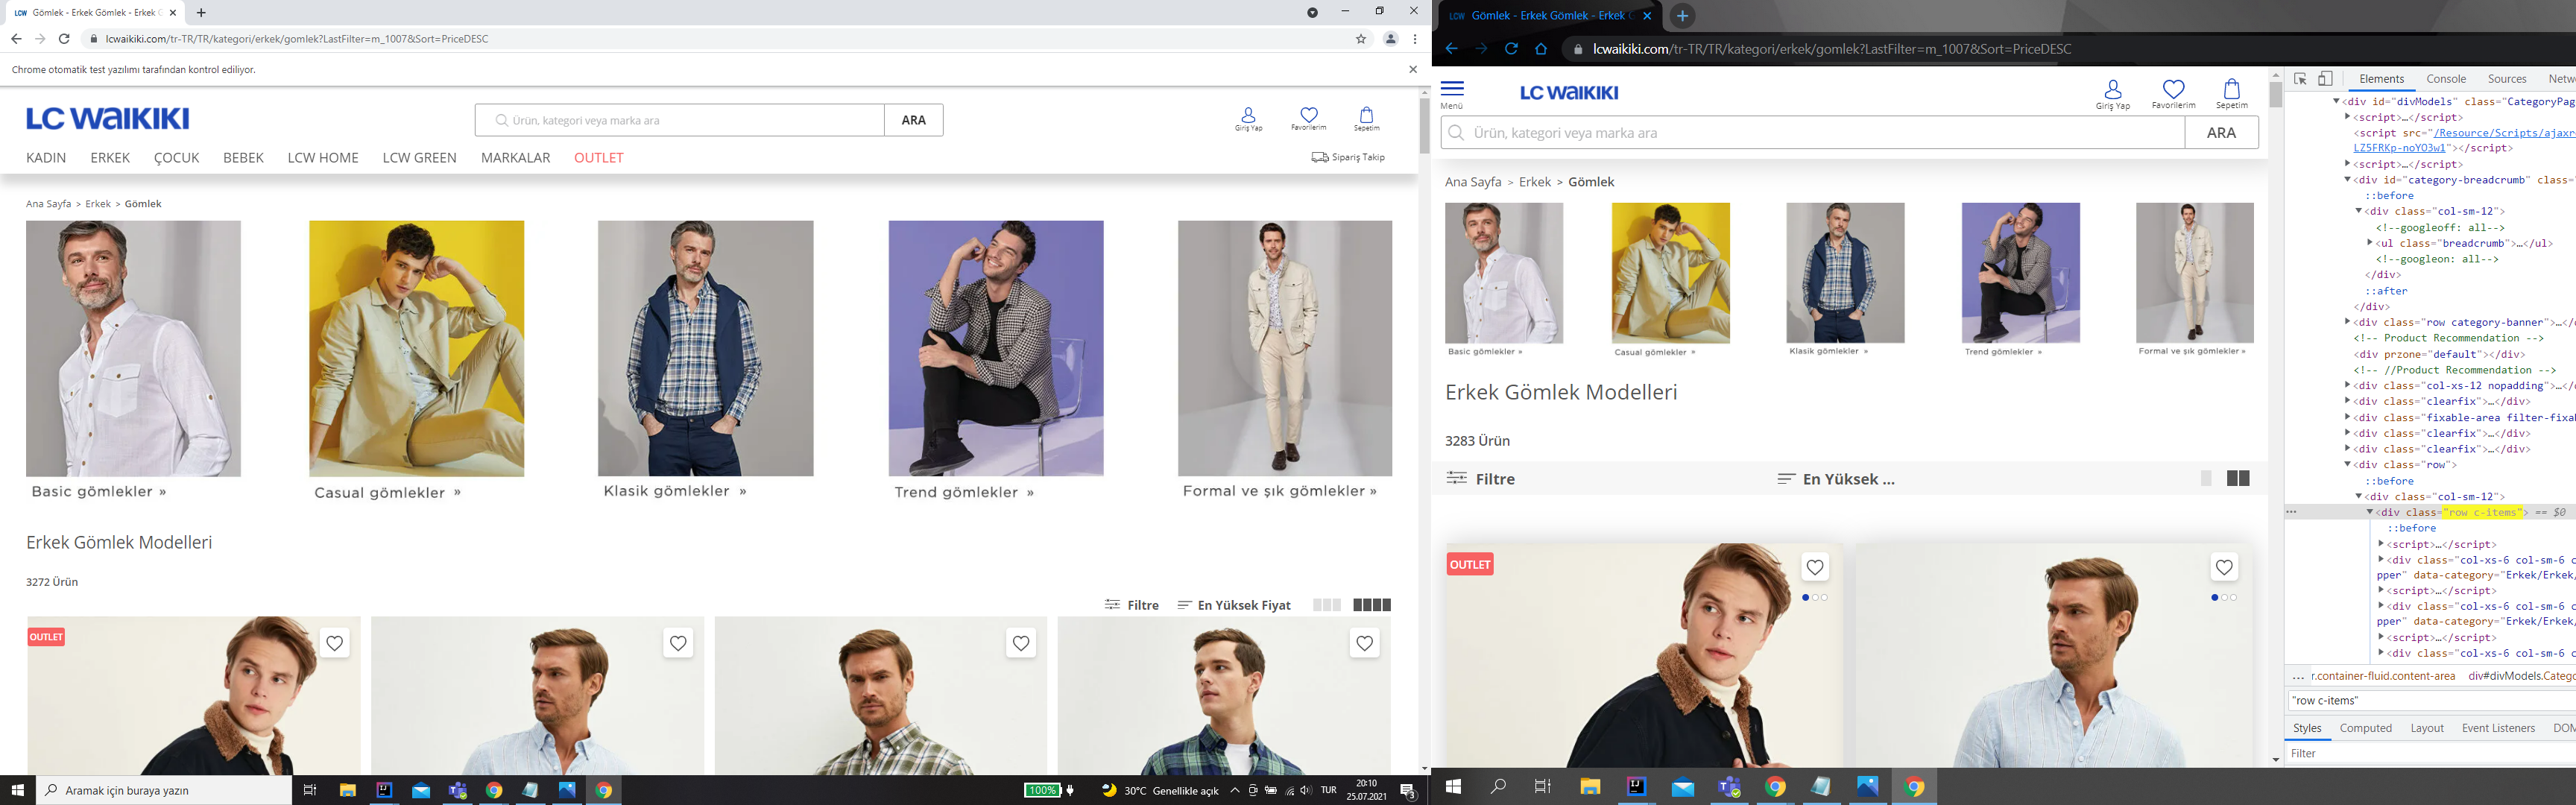 LCW Gömlek - Erkek Gömlek - Erkek G
lcwaikiki.com/tr-TR/TR/kategori/erkek/gomlek?LastFilter=m_1007&Sort=PriceDESC
Chrome otomatik test yazılımı tarafından kontrol ediliyor.
LC WAIKIKI
Ürün, kategori veya marka ara
ARA
Giriş Yap
Favorilerim
Sepetim
KADIN ERKEK ÇOCUK BEBEK LCW HOME LCW GREEN MARKALAR OUTLET
Sipariş Takip
Ana Sayfa > Erkek > Gömlek
Basic gömlekler »
Casual gömlekler »
Klasik gömlekler »
Trend gömlekler »
Formal ve şık gömlekler »
Erkek Gömlek Modelleri
3272 Ürün
Filtre
En Yüksek Fiyat
OUTLET
Aramak için buraya yazın
100%
30°C Genellikle açık
TUR
20:10
25.07.2021
3
LCW Gömlek - Erkek Gömlek - Erkek G
lcwaikiki.com/tr-TR/TR/kategori/erkek/gomlek?LastFilter=m_1007&Sort=PriceDESC
Menü
LC WAIKIKI
Giriş Yap
Favorilerim
Sepetim
Ürün, kategori veya marka ara
ARA
Ana Sayfa > Erkek > Gömlek
Basic gömlekler »
Casual gömlekler »
Klasik gömlekler »
Trend gömlekler »
Formal ve şık gömlekler »
Erkek Gömlek Modelleri
3283 Ürün
Filtre
En Yüksek ...
OUTLET
Elements Console Sources Netw
<div id="divModels" class="CategoryPag
<script>…</script>
<script src="/Resource/Scripts/ajaxr
LZ5FRKp-noYO3w1"></script>
<script>…</script>
<div id="category-breadcrumb" class=
::before
<div class="col-sm-12">
<!--googleoff: all-->
<ul class="breadcrumb">…</ul>
<!--googleon: all-->
</div>
::after
</div>
<div class="row category-banner">…</
<!-- Product Recommendation -->
<div przone="default"></div>
<!-- //Product Recommendation -->
<div class="col-xs-12 nopadding">…</
<div class="clearfix">…</div>
<div class="fixable-area filter-fixa
<div class="clearfix">…</div>
<div class="clearfix">…</div>
<div class="row">
::before
<div class="col-sm-12">
<div class="row c-items"> == $0
::before
<script>…</script>
<div class="col-xs-6 col-sm-6 c
pper" data-category="Erkek/Erkek/
<script>…</script>
<div class="col-xs-6 col-sm-6 c
pper" data-category="Erkek/Erkek/
<script>…</script>
<div class="col-xs-6 col-sm-6 c
... r.container-fluid.content-area div#divModels.Catego
"row c-items"
Styles Computed Layout Event Listeners DOM
Filter